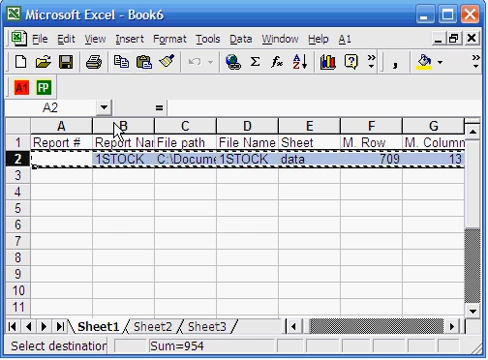 Microsoft Excel - Book6
File Edit View Insert Format Tools Data Window Help A1
A1 FP
A2 =
A B C D E F G
1 Report # Report Nar File path File Name Sheet M. Row M. Column
2 1STOCK C:\Docume 1STOCK data 709 13
3
4
5
6
7
8
9
10
11
Sheet1 Sheet2 Sheet3
Select destination Sum=954